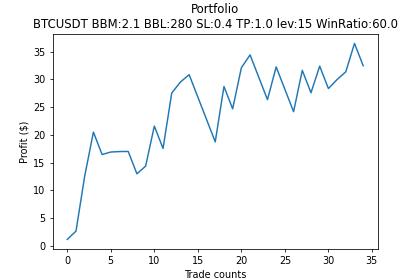 Portfolio
BTCUSDT BBM:2.1 BBL:280 SL:0.4 TP:1.0 lev:15 WinRatio:60.0
Profit ($)
35
30
25
20
15
10
5
0
0 5 10 15 20 25 30 35
Trade counts